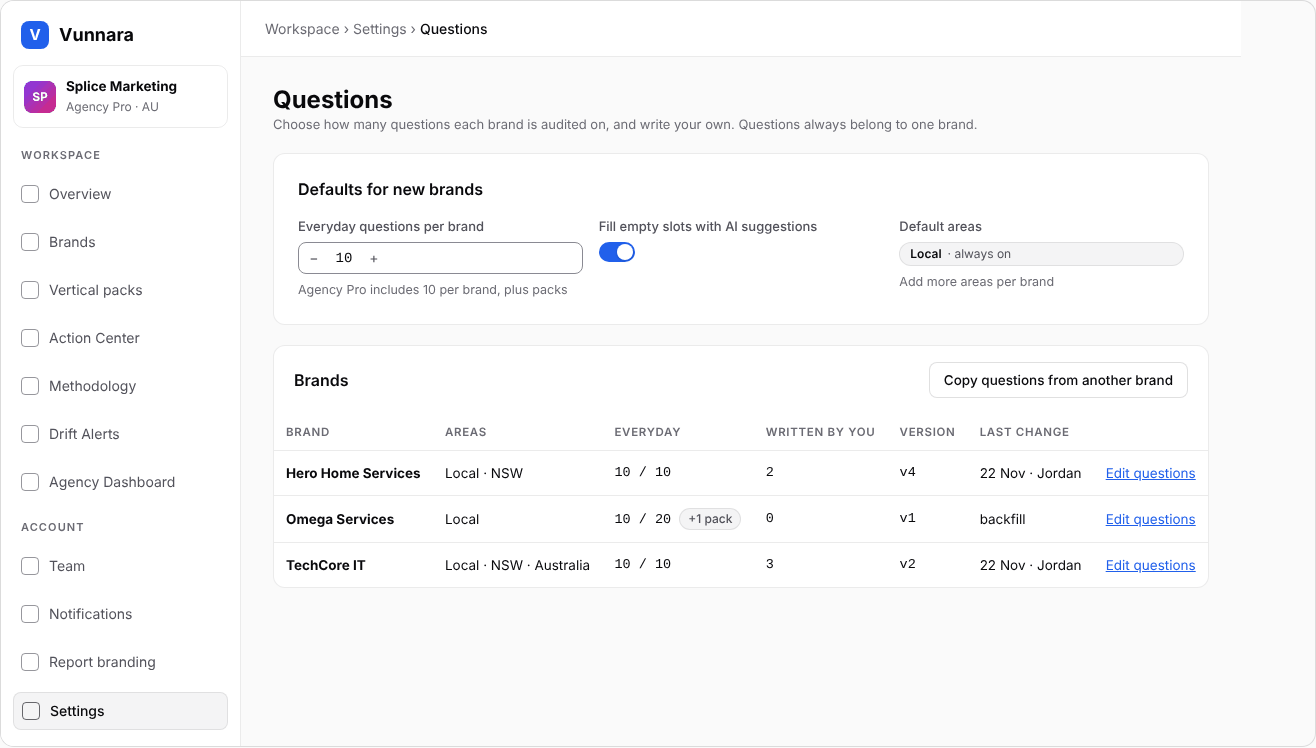 V Vunnara
SP Splice Marketing
Agency Pro · AU
WORKSPACE
Overview
Brands
Vertical packs
Action Center
Methodology
Drift Alerts
Agency Dashboard
ACCOUNT
Team
Notifications
Report branding
Settings
Workspace › Settings › Questions
Questions
Choose how many questions each brand is audited on, and write your own. Questions always belong to one brand.
Defaults for new brands
Everyday questions per brand
− 10 +
Agency Pro includes 10 per brand, plus packs
Fill empty slots with AI suggestions
Default areas
Local · always on
Add more areas per brand
Brands
Copy questions from another brand
BRAND AREAS EVERYDAY WRITTEN BY YOU VERSION LAST CHANGE
Hero Home Services Local · NSW 10 / 10 2 v4 22 Nov · Jordan Edit questions
Omega Services Local 10 / 20 +1 pack 0 v1 backfill Edit questions
TechCore IT Local · NSW · Australia 10 / 10 3 v2 22 Nov · Jordan Edit questions